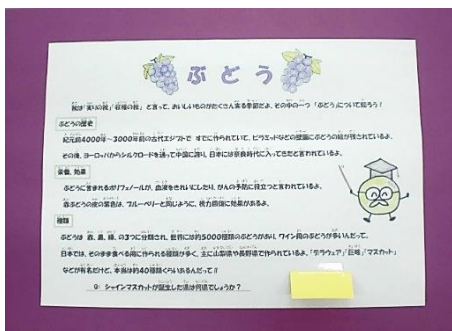 ぶどう
秋は「実りの秋」「収穫の秋」と言って、おいしいものがたくさん実る季節だよ。その中の一つ「ぶどう」について知ろう！
ぶどうの歴史
紀元前4000年～3000年前の古代エジプトで すでに作られていて、ピラミッドなどの壁画にぶどうの絵が残されているよ。
その後、ヨーロッパからシルクロードを通って中国に渡り、日本には奈良時代に入ってきたと言われているよ。
栄養、効果
ぶどうに含まれるポリフェノールが、血液をきれいにしたり、がんの予防に役立つと言われているよ。
赤ぶどうの皮の紫色は、ブルーベリーと同じように、視力回復に効果があるよ。
種類
ぶどうは 赤、黒、緑、の3つに分類され、世界には約5000種類のぶどうがあり、ワイン用のぶどうが多いんだって。
日本では、そのまま食べる用に作られる種類が多く、主に山梨県や長野県で作られているよ。「デラウェア」「巨峰」「マスカット」
などが有名だけど、本当は約40種類くらいあるんだって！！
Q: シャインマスカットが誕生した県は何県でしょうか？